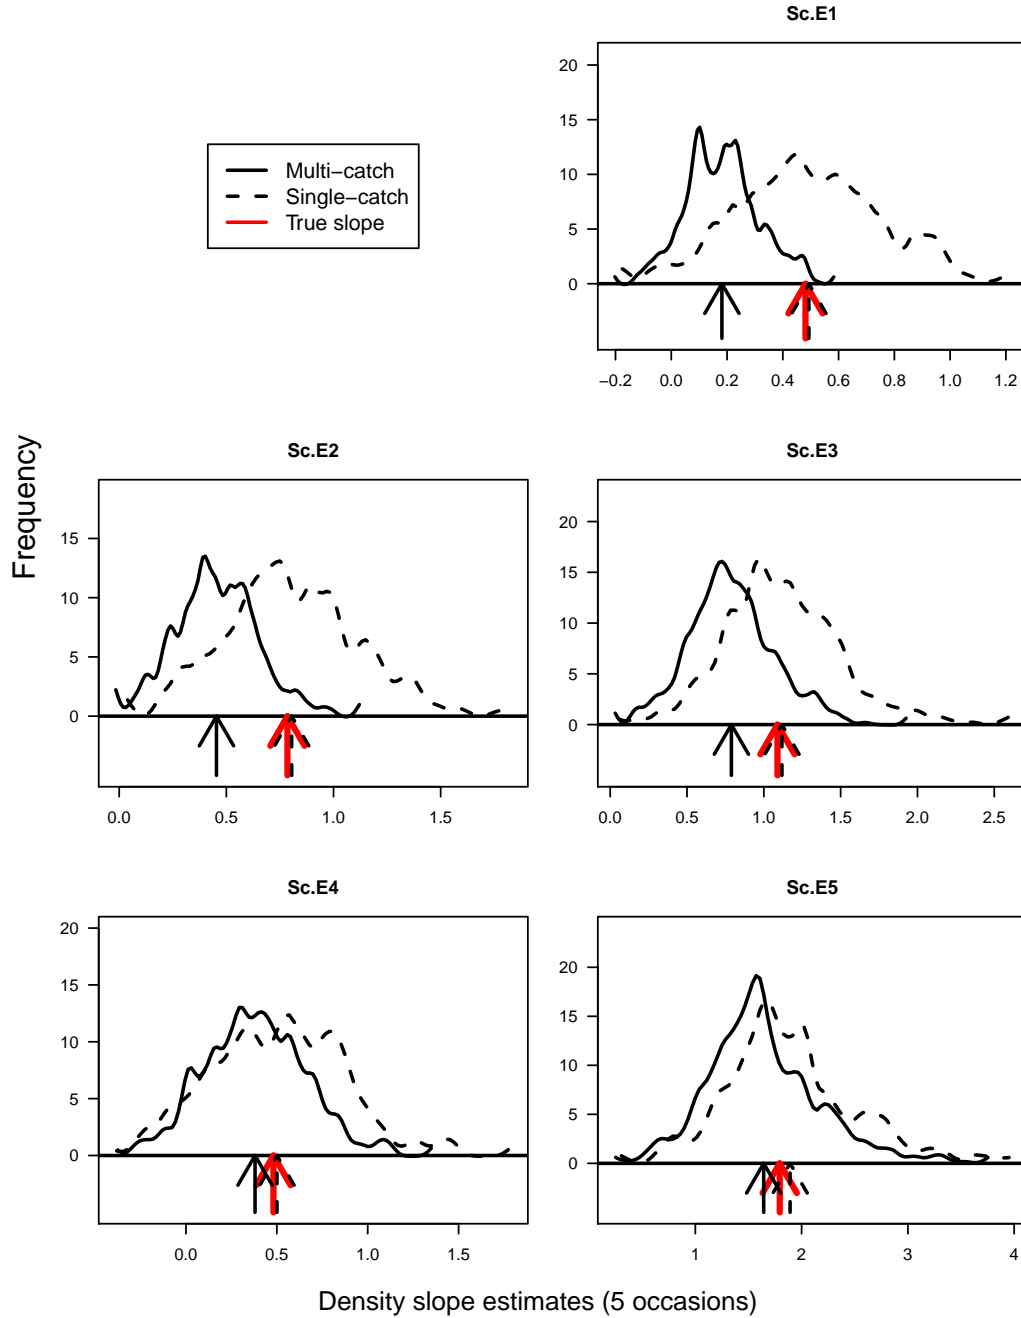 Sc.E1
20
15
10
5
0
−0.2 0.0 0.2 0.4 0.6 0.8 1.0 1.2
Multi−catch
Single−catch
True slope
Frequency
Sc.E2
15
10
5
0
0.0 0.5 1.0 1.5
Sc.E3
20
15
10
5
0
0.0 0.5 1.0 1.5 2.0 2.5
Sc.E4
20
15
10
5
0
0.0 0.5 1.0 1.5
Sc.E5
20
15
10
5
0
1 2 3 4
Density slope estimates (5 occasions)